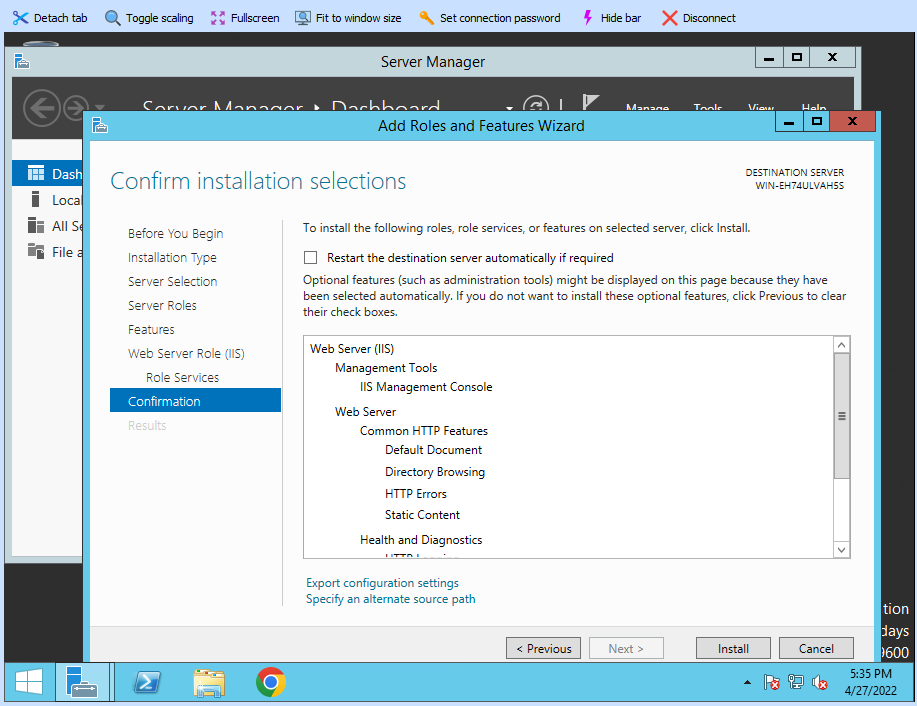 Detach tab Toggle scaling Fullscreen Fit to window size Set connection password Hide bar Disconnect
Server Manager
Server Manager Dashboard
Manage Tools View Help
Add Roles and Features Wizard
Dash
Local
All Se
File a
Confirm installation selections
DESTINATION SERVER
WIN-EH74ULVAH5S
Before You Begin
Installation Type
Server Selection
Server Roles
Features
Web Server Role (IIS)
Role Services
Confirmation
Results
To install the following roles, role services, or features on selected server, click Install.
Restart the destination server automatically if required
Optional features (such as administration tools) might be displayed on this page because they have
been selected automatically. If you do not want to install these optional features, click Previous to clear
their check boxes.
Web Server (IIS)
Management Tools
IIS Management Console
Web Server
Common HTTP Features
Default Document
Directory Browsing
HTTP Errors
Static Content
Health and Diagnostics
Export configuration settings
Specify an alternate source path
< Previous Next > Install Cancel
tion
days
9600
5:35 PM
4/27/2022